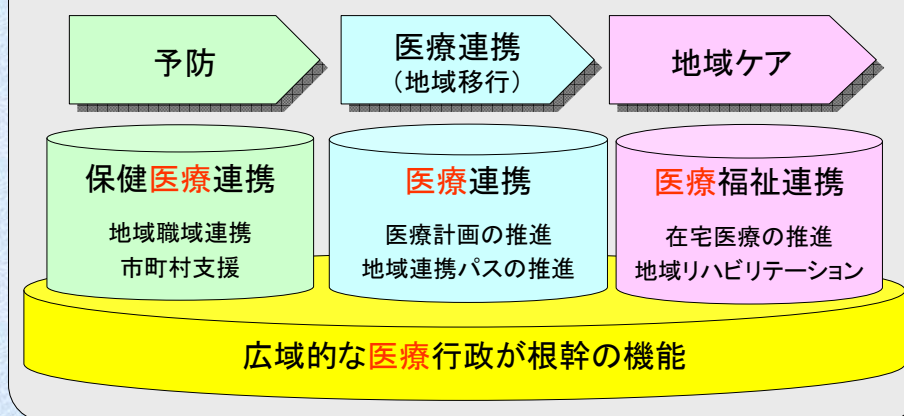 予防
医療連携
(地域移行)
地域ケア
保健医療連携
地域職域連携
市町村支援
医療連携
医療計画の推進
地域連携パスの推進
医療福祉連携
在宅医療の推進
地域リハビリテーション
広域的な医療行政が根幹の機能